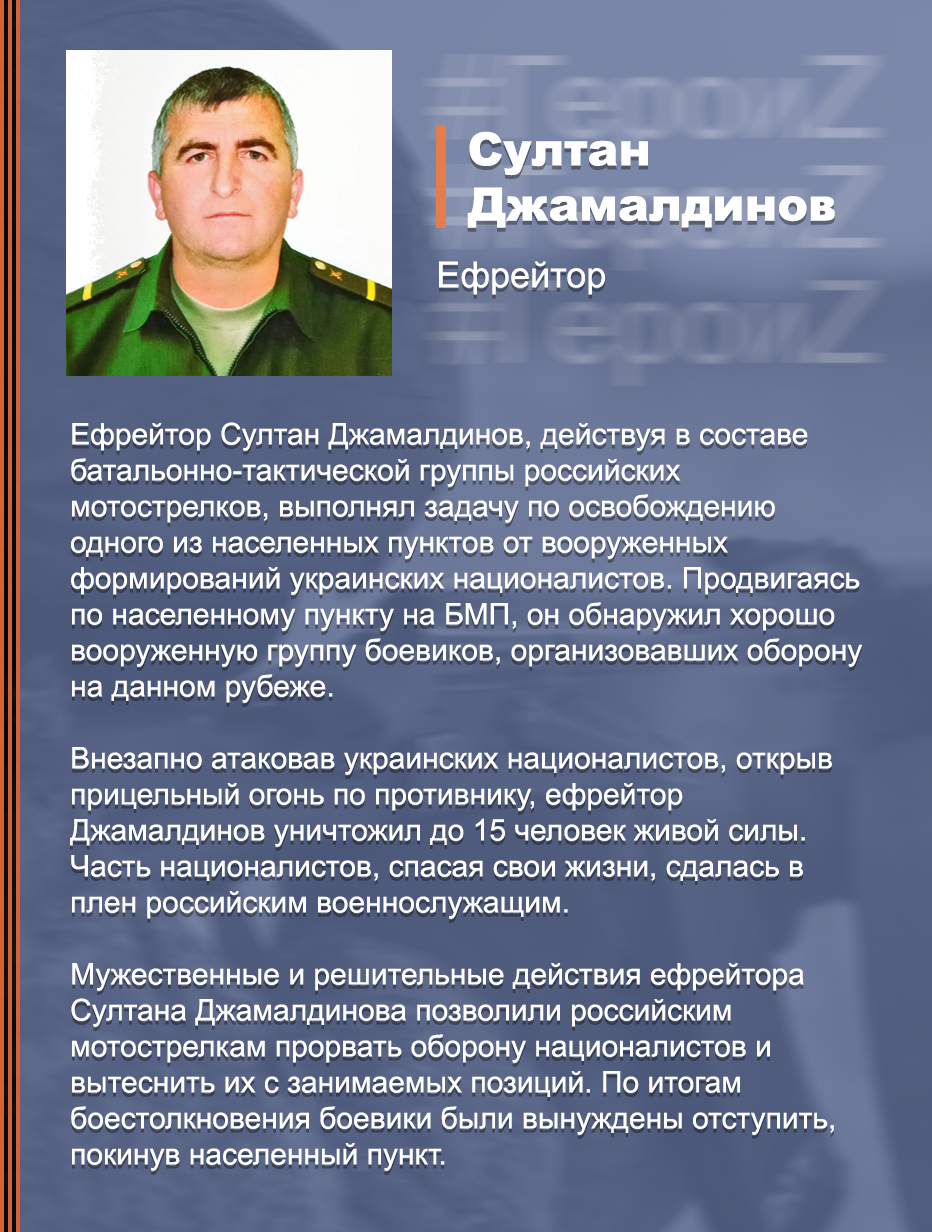 #ГероиZ
Султан
Джамалдинов
#ГероиZ
Ефрейтор
#ГероиZ
Ефрейтор Султан Джамалдинов, действуя в составе
батальонно-тактической группы российских
мотострелков, выполнял задачу по освобождению
одного из населенных пунктов от вооруженных
формирований украинских националистов. Продвигаясь
по населенному пункту на БМП, он обнаружил хорошо
вооруженную группу боевиков, организовавших оборону
на данном рубеже.
Внезапно атаковав украинских националистов, открыв
прицельный огонь по противнику, ефрейтор
Джамалдинов уничтожил до 15 человек живой силы.
Часть националистов, спасая свои жизни, сдалась в
плен российским военнослужащим.
Мужественные и решительные действия ефрейтора
Султана Джамалдинова позволили российским
мотострелкам прорвать оборону националистов и
вытеснить их с занимаемых позиций. По итогам
боестолкновения боевики были вынуждены отступить,
покинув населенный пункт.